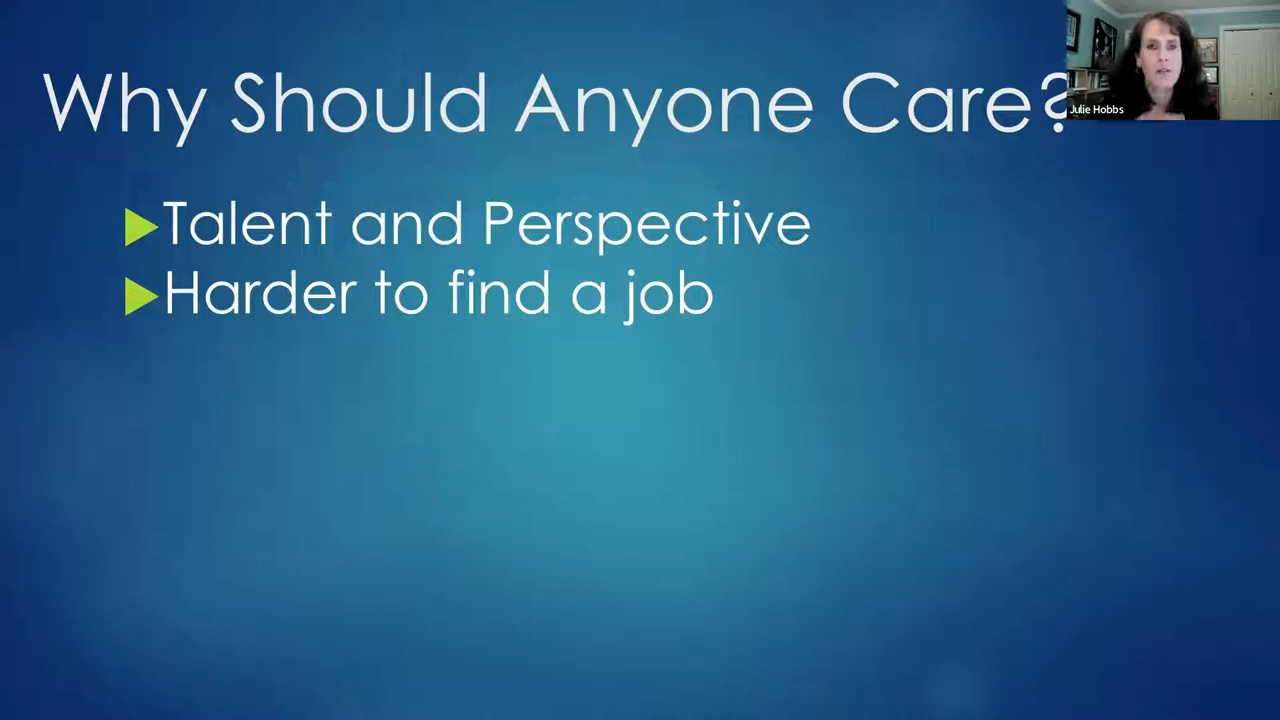 Why Should Anyone Care?
Julie Hobbs
Talent and Perspective
Harder to find a job